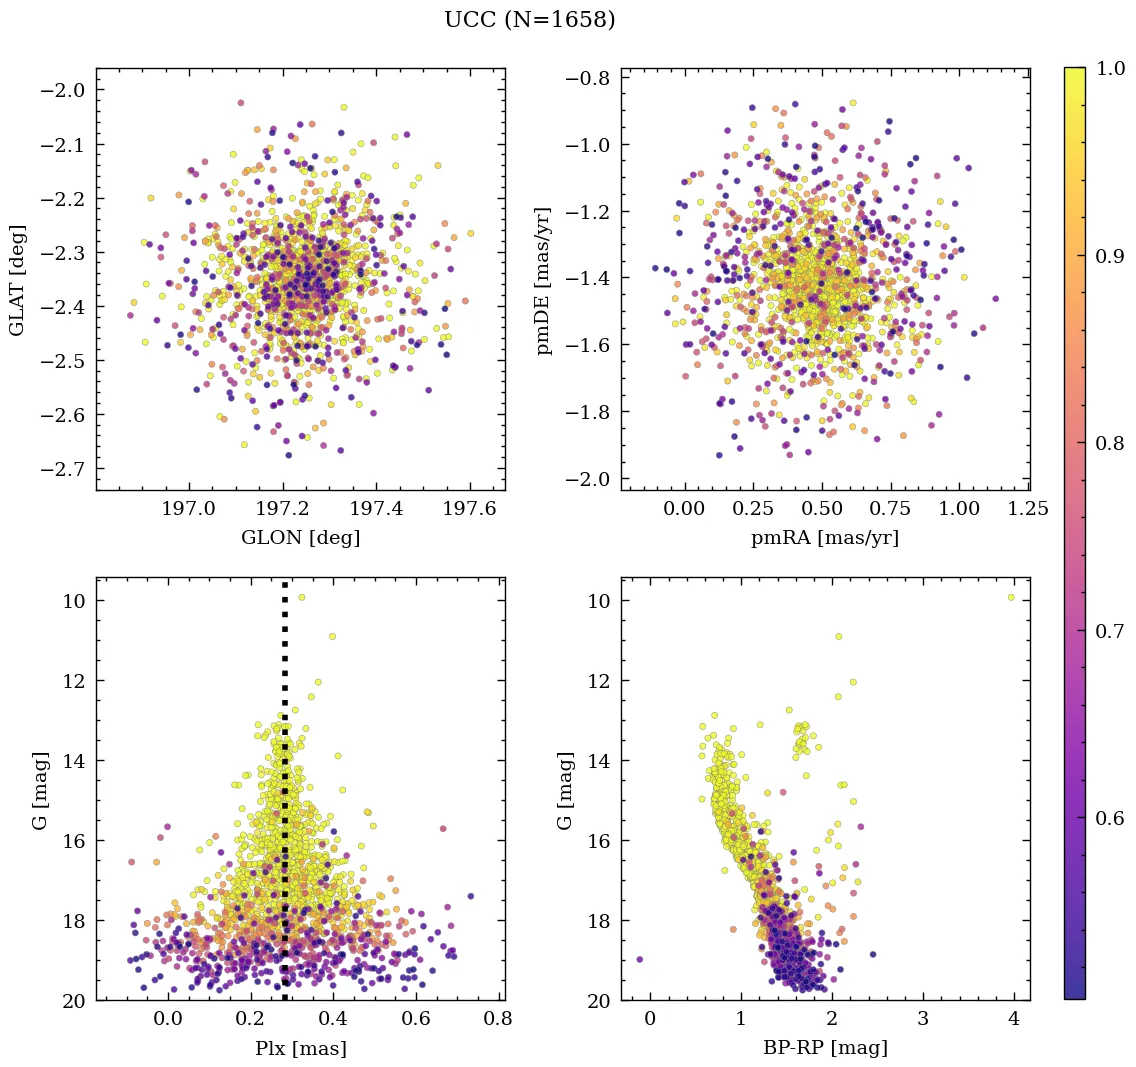 UCC (N=1658)
−2.0
−2.1
−2.2
−2.3
−2.4
−2.5
−2.6
−2.7
GLAT [deg]
197.0 197.2 197.4 197.6
GLON [deg]
−0.8
−1.0
−1.2
−1.4
−1.6
−1.8
−2.0
pmDE [mas/yr]
0.00 0.25 0.50 0.75 1.00 1.25
pmRA [mas/yr]
10
12
14
16
18
20
G [mag]
0.0 0.2 0.4 0.6 0.8
Plx [mas]
10
12
14
16
18
20
G [mag]
0 1 2 3 4
BP-RP [mag]
1.0
0.9
0.8
0.7
0.6